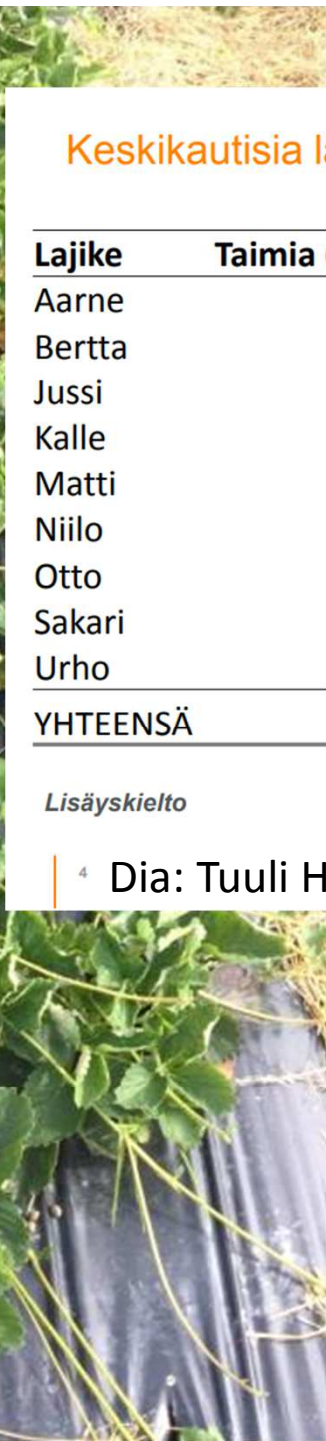 Keskikautisia
Lajike Taimia
Aarne
Bertta
Jussi
Kalle
Matti
Niilo
Otto
Sakari
Urho
YHTEENSÄ
Lisäyskielto
4 Dia: Tuuli